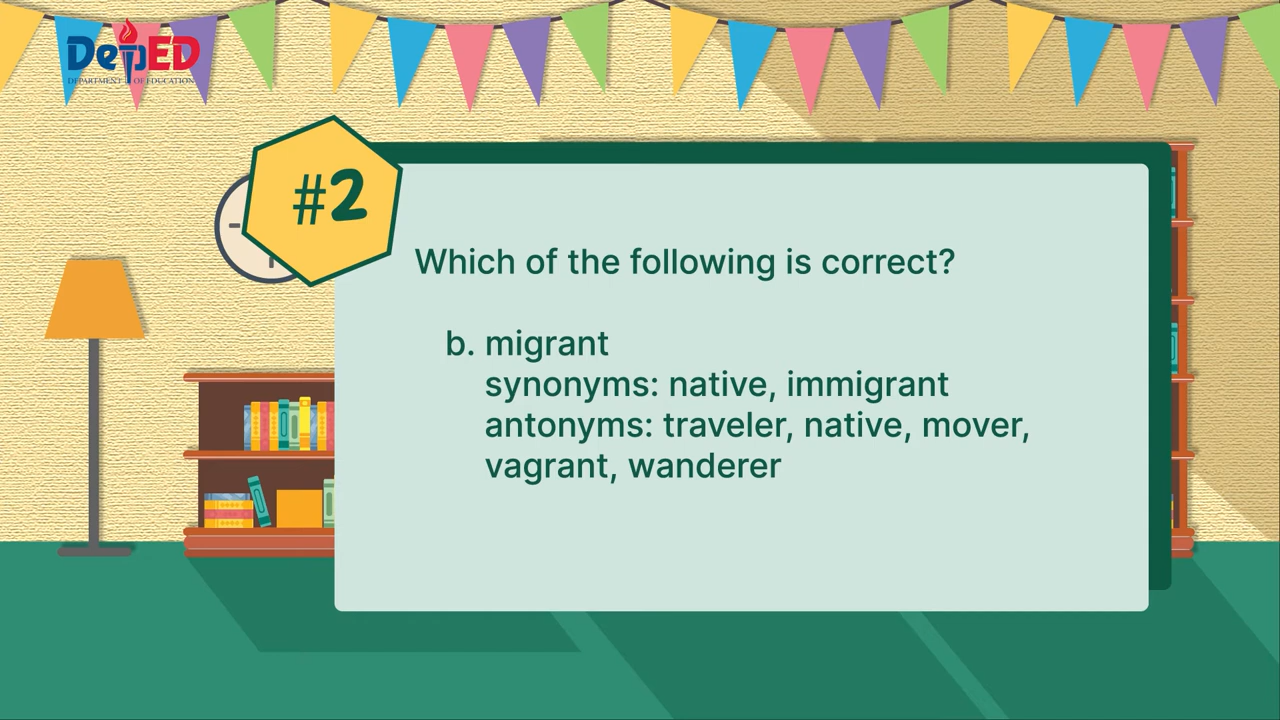 DepED
DEPARTMENT OF EDUCATION
#2
Which of the following is correct?
b. migrant
synonyms: native, immigrant
antonyms: traveler, native, mover,
vagrant, wanderer